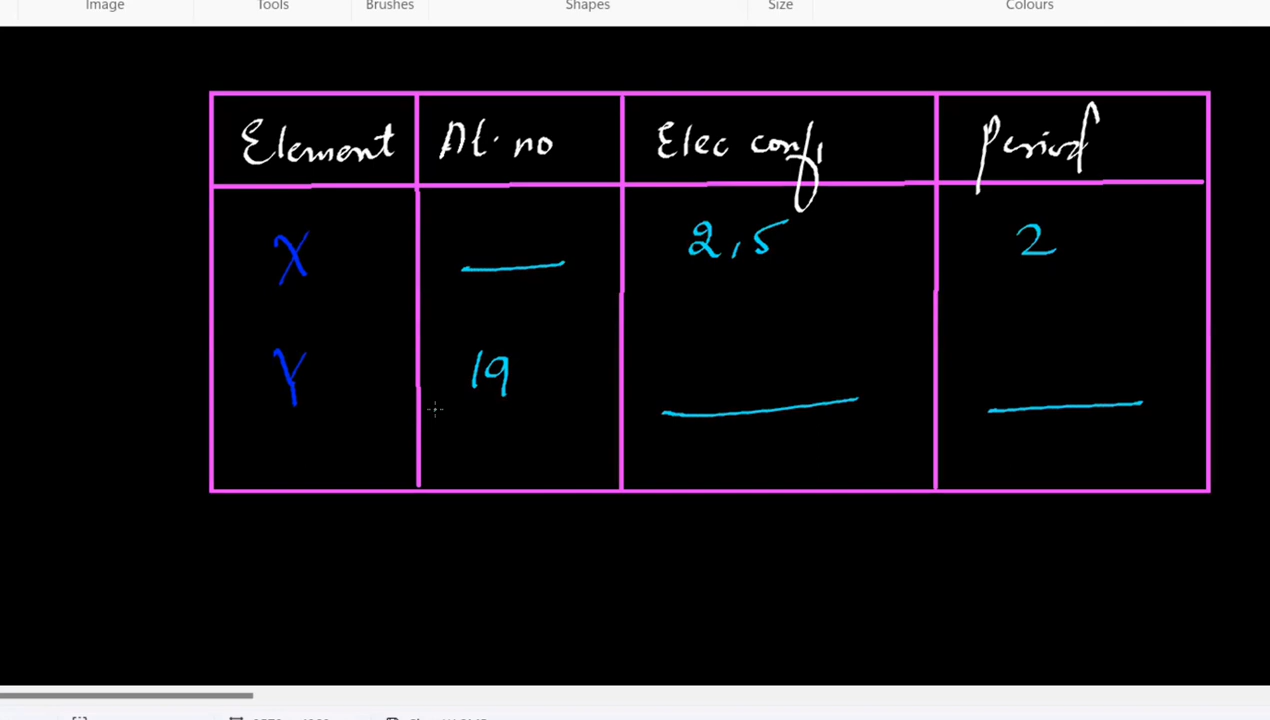 Image Tools Brushes Shapes Size Colours
Element At. no Elec confi Period
X 2,5 2
Y 19